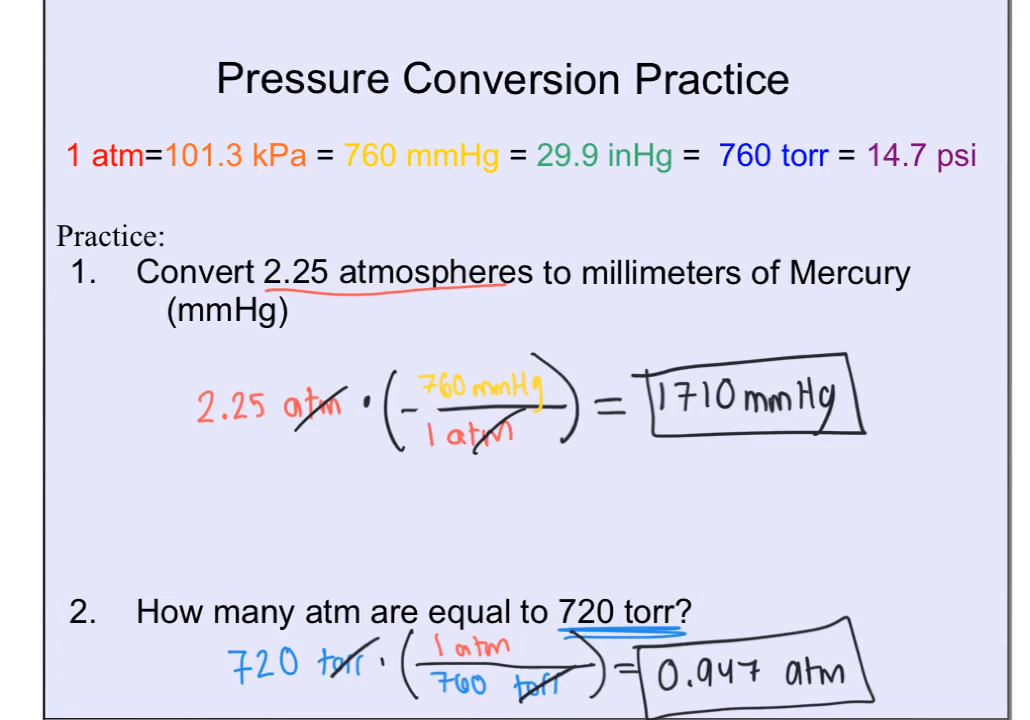 Pressure Conversion Practice
1 atm=101.3 kPa = 760 mmHg = 29.9 inHg = 760 torr = 14.7 psi
Practice:
1. Convert 2.25 atmospheres to millimeters of Mercury
(mmHg)
2.25 atm · (760 mmHg / 1 atm) = 1710 mmHg
2. How many atm are equal to 720 torr?
720 torr · (1 atm / 760 torr) = 0.947 atm